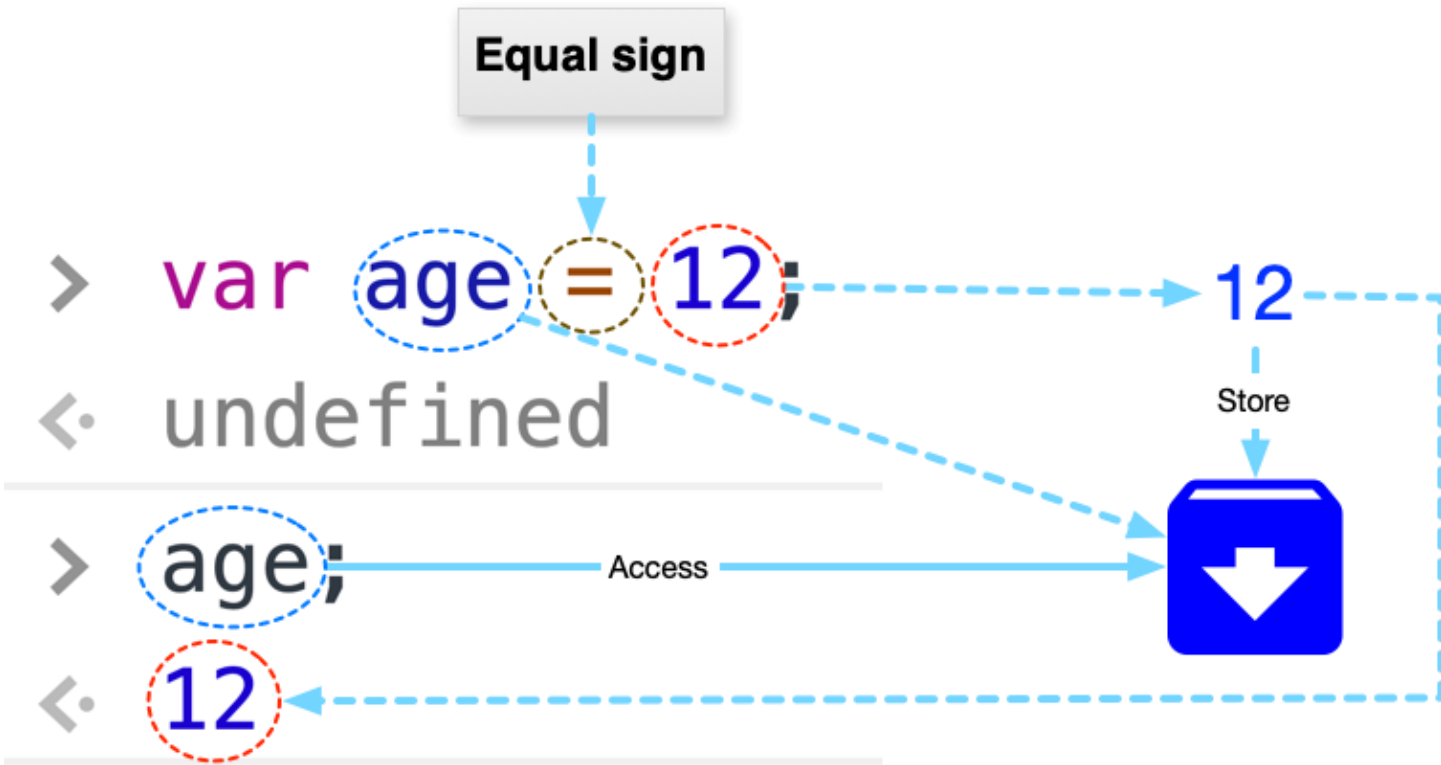 Equal sign
> var age = 12;
12
<· undefined
Store
> age;
Access
<· 12